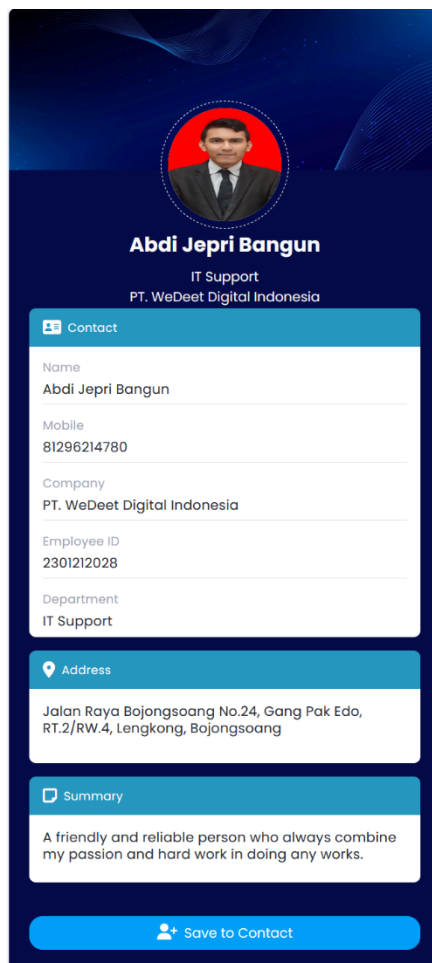 Abdi Jepri Bangun
IT Support
PT. WeDeet Digital Indonesia
Contact
Name
Abdi Jepri Bangun
Mobile
81296214780
Company
PT. WeDeet Digital Indonesia
Employee ID
2301212028
Department
IT Support
Address
Jalan Raya Bojongsoang No.24, Gang Pak Edo,
RT.2/RW.4, Lengkong, Bojongsoang
Summary
A friendly and reliable person who always combine
my passion and hard work in doing any works.
Save to Contact